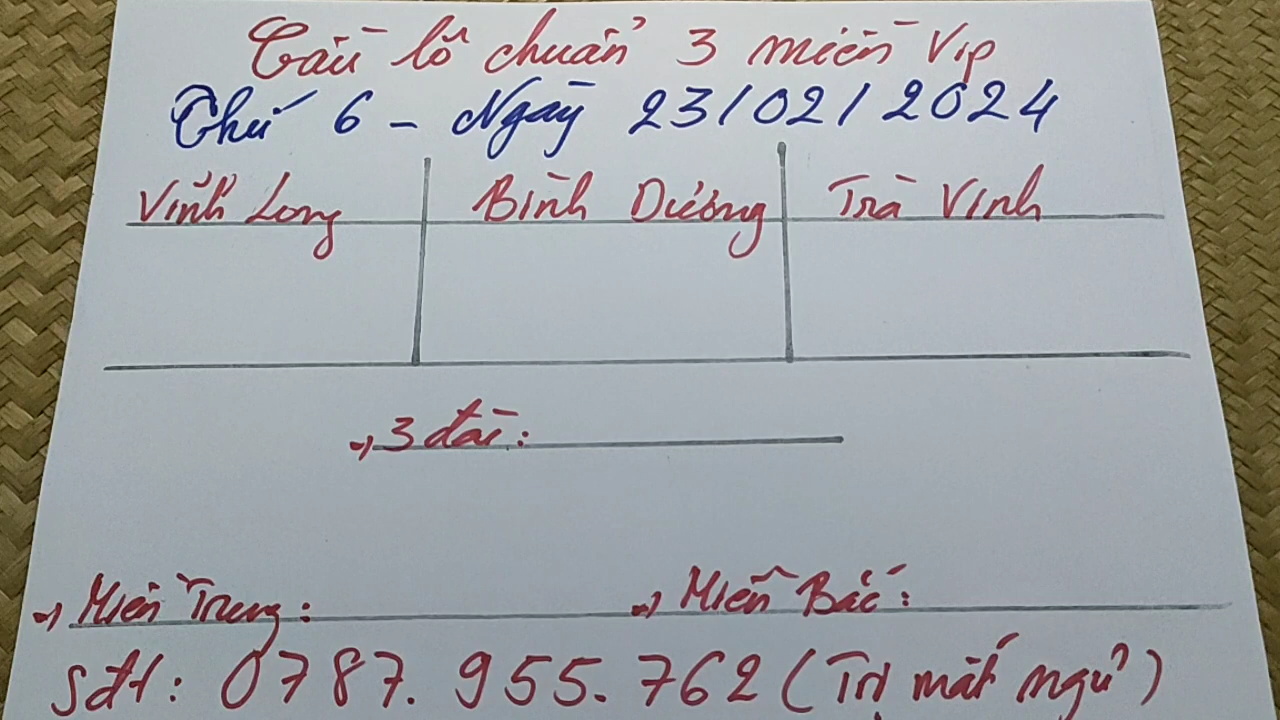 Cầu lô chuẩn 3 miền Vip
Thứ 6 - Ngày 23/02/2024
Vĩnh Long Bình Dương Trà Vinh
→ 3 đài:
→ Miền Trung: → Miền Bắc:
Sđt: 0787.955.762 (Trị mất ngủ)